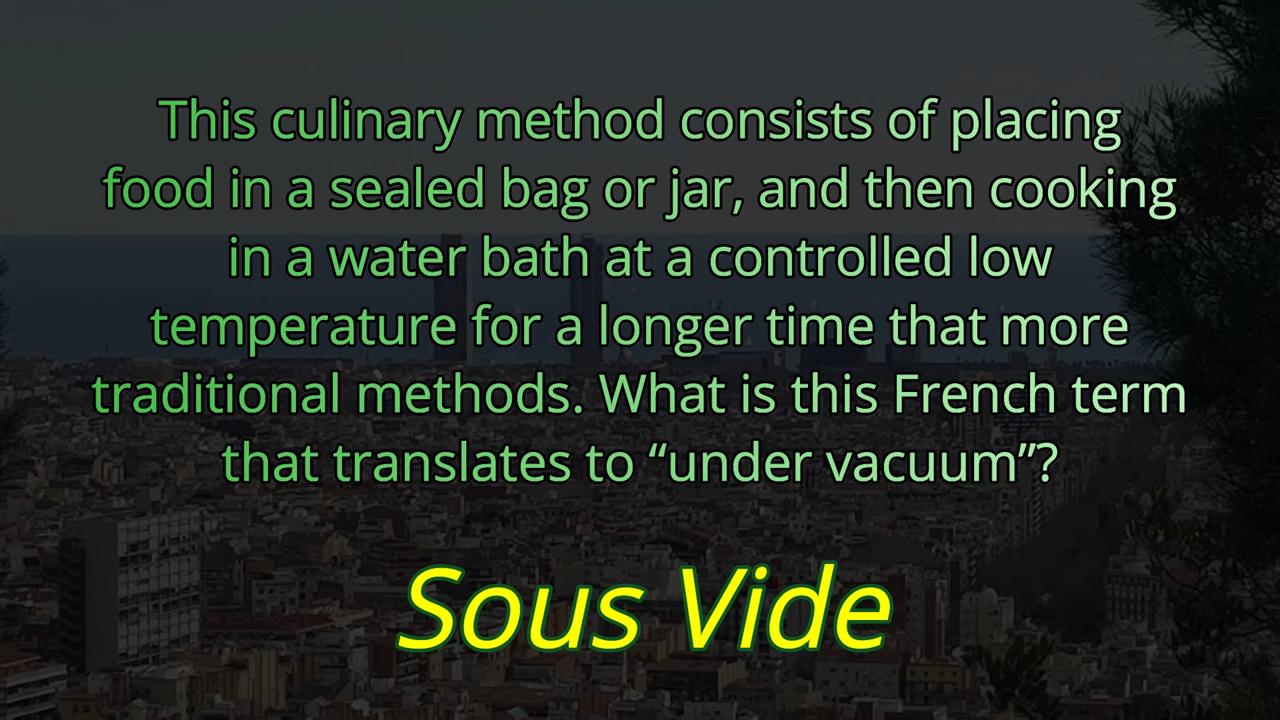 This culinary method consists of placing
food in a sealed bag or jar, and then cooking
in a water bath at a controlled low
temperature for a longer time that more
traditional methods. What is this French term
that translates to “under vacuum”?
Sous Vide